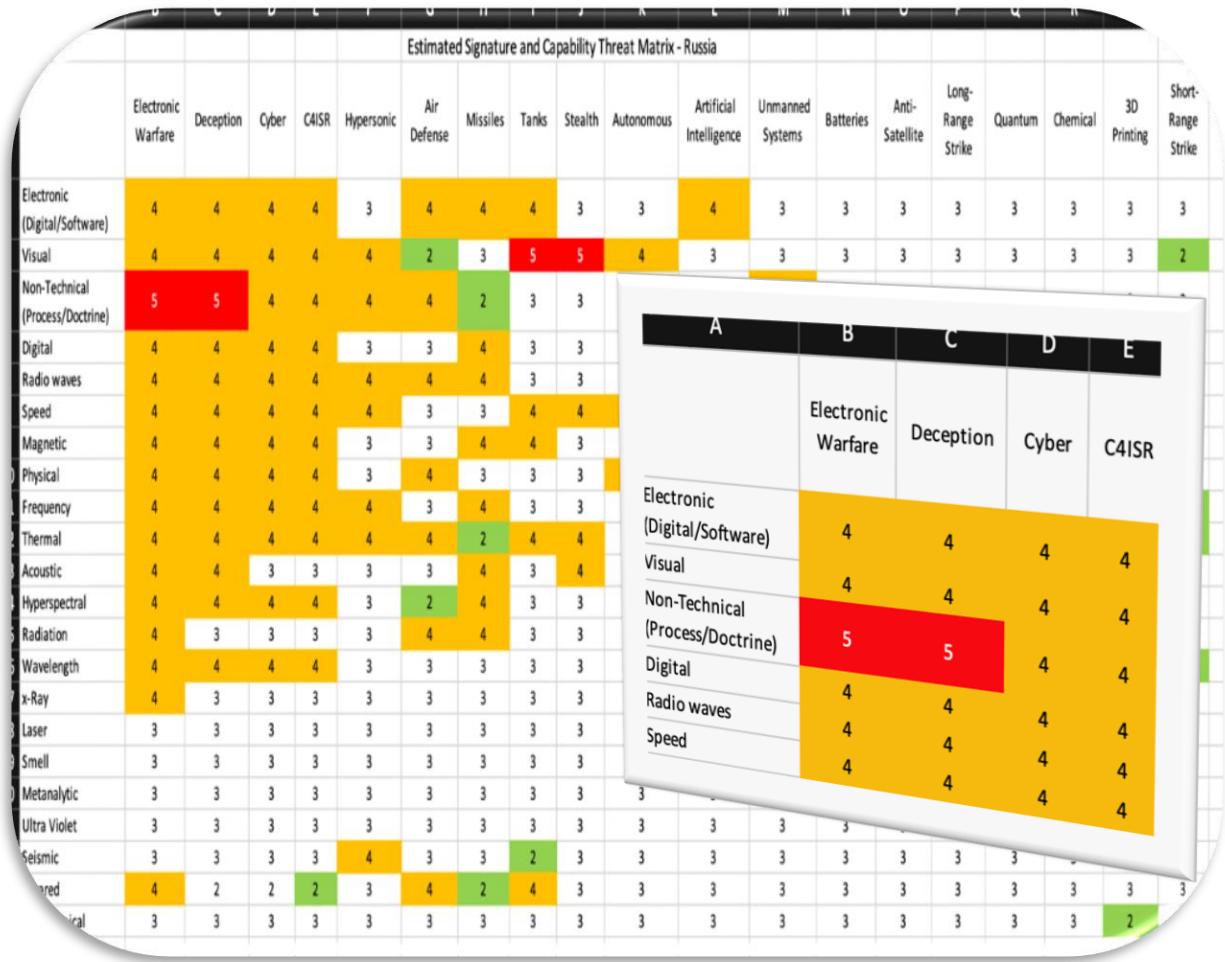 Estimated Signature and Capability Threat Matrix - Russia
Electronic Warfare Deception Cyber C4ISR Hypersonic Air Defense Missiles Tanks Stealth Autonomous Artificial Intelligence Unmanned Systems Batteries Anti-Satellite Long-Range Strike Quantum Chemical 3D Printing Short-Range Strike
Electronic (Digital/Software) 4 4 4 4 3 4 4 4 3 3 4 3 3 3 3 3 3 3 3
Visual 4 4 4 4 4 2 3 5 5 4 3 3 3 3 3 3 3 3 2
Non-Technical (Process/Doctrine) 5 5 4 4 4 4 2 3 3
Digital 4 4 4 4 3 3 4 3 3
Radio waves 4 4 4 4 4 4 4 3 3
Speed 4 4 4 4 4 3 3 4 4
Magnetic 4 4 4 4 3 3 4 4 3
Physical 4 4 4 4 3 4 3 3 3
Frequency 4 4 4 4 4 3 4 3 3
Thermal 4 4 4 4 4 4 2 4 4
Acoustic 4 4 3 3 3 3 4 3 4
Hyperspectral 4 4 4 4 3 2 4 3 3
Radiation 4 3 3 3 3 4 4 3 3
Wavelength 4 4 4 4 3 3 3 3 3
x-Ray 4 3 3 3 3 3 3 3 3
Laser 3 3 3 3 3 3 3 3 3
Smell 3 3 3 3 3 3 3 3 3
Metanalytic 3 3 3 3 3 3 3 3 3 3
Ultra Violet 3 3 3 3 3 3 3 3 3 3 3 3 3
Seismic 3 3 3 3 4 3 3 2 3 3 3 3 3 3 3 3
4 2 2 2 3 4 2 4 3 3 3 3 3 3 3 3 3 3 3
3 3 3 3 3 3 3 3 3 3 3 3 3 3 3 3 3 2
A B C D E
Electronic Warfare Deception Cyber C4ISR
Electronic (Digital/Software) 4 4 4 4
Visual 4 4 4 4
Non-Technical (Process/Doctrine) 5 5 4 4
Digital 4 4 4 4
Radio waves 4 4 4 4
Speed 4 4 4 4